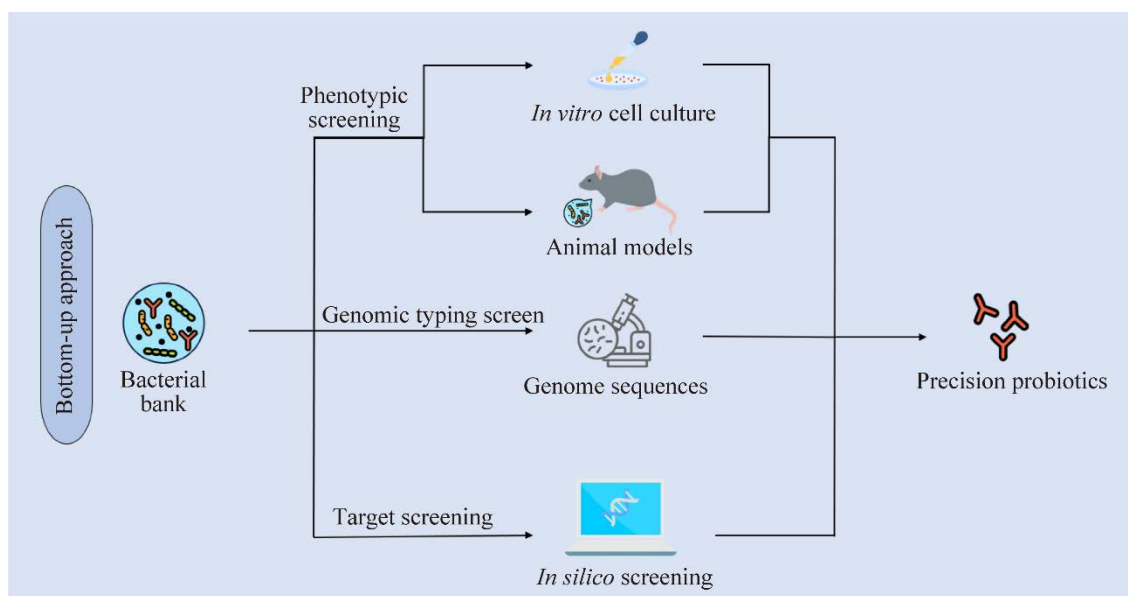 Bottom-up approach
Bacterial
bank
Phenotypic
screening
Genomic typing screen
Target screening
In vitro cell culture
Animal models
Genome sequences
In silico screening
Precision probiotics